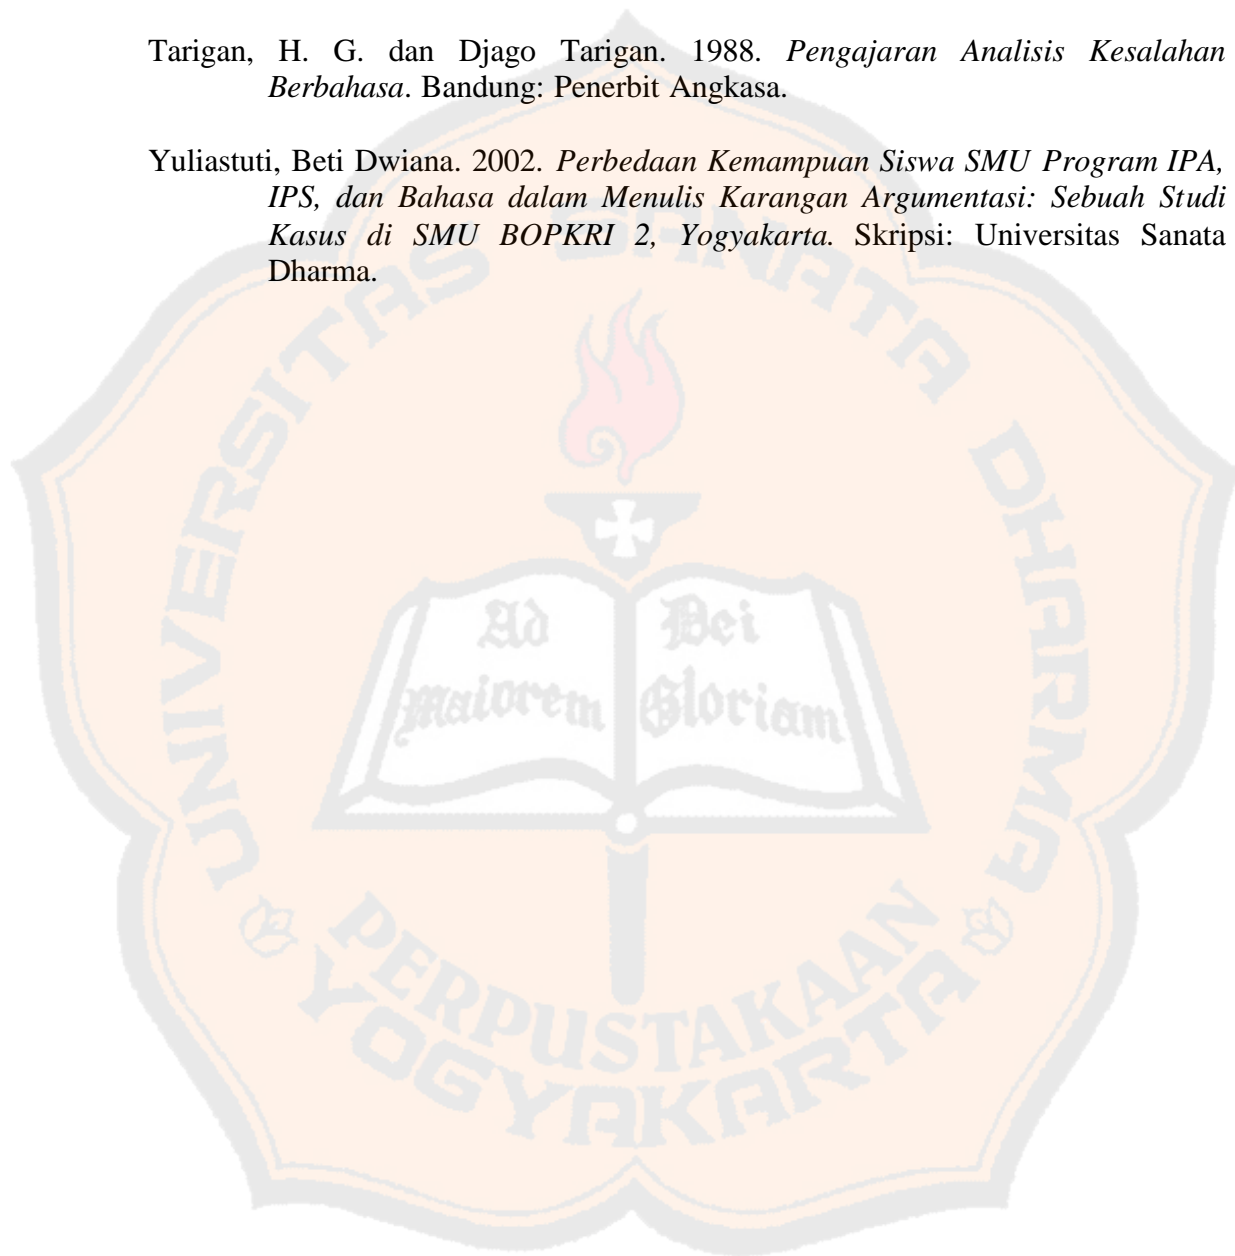 Tarigan, H. G. dan Djago Tarigan. 1988. Pengajaran Analisis Kesalahan
Berbahasa. Bandung: Penerbit Angkasa.
Yuliastuti, Beti Dwiana. 2002. Perbedaan Kemampuan Siswa SMU Program IPA,
IPS, dan Bahasa dalam Menulis Karangan Argumentasi: Sebuah Studi
Kasus di SMU BOPKRI 2, Yogyakarta. Skripsi: Universitas Sanata
Dharma.
UNIVERSITAS SANATA DHARMA
Ad
maiorem
Dei
Gloriam
PERPUSTAKAAN
YOGYAKARTA